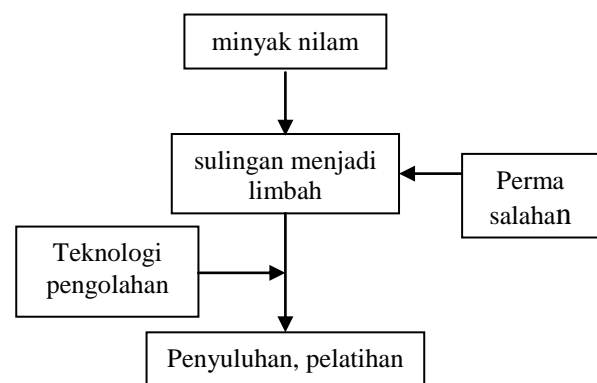 minyak nilam
sulingan menjadi
limbah
Perma
salahan
Teknologi
pengolahan
Penyuluhan, pelatihan